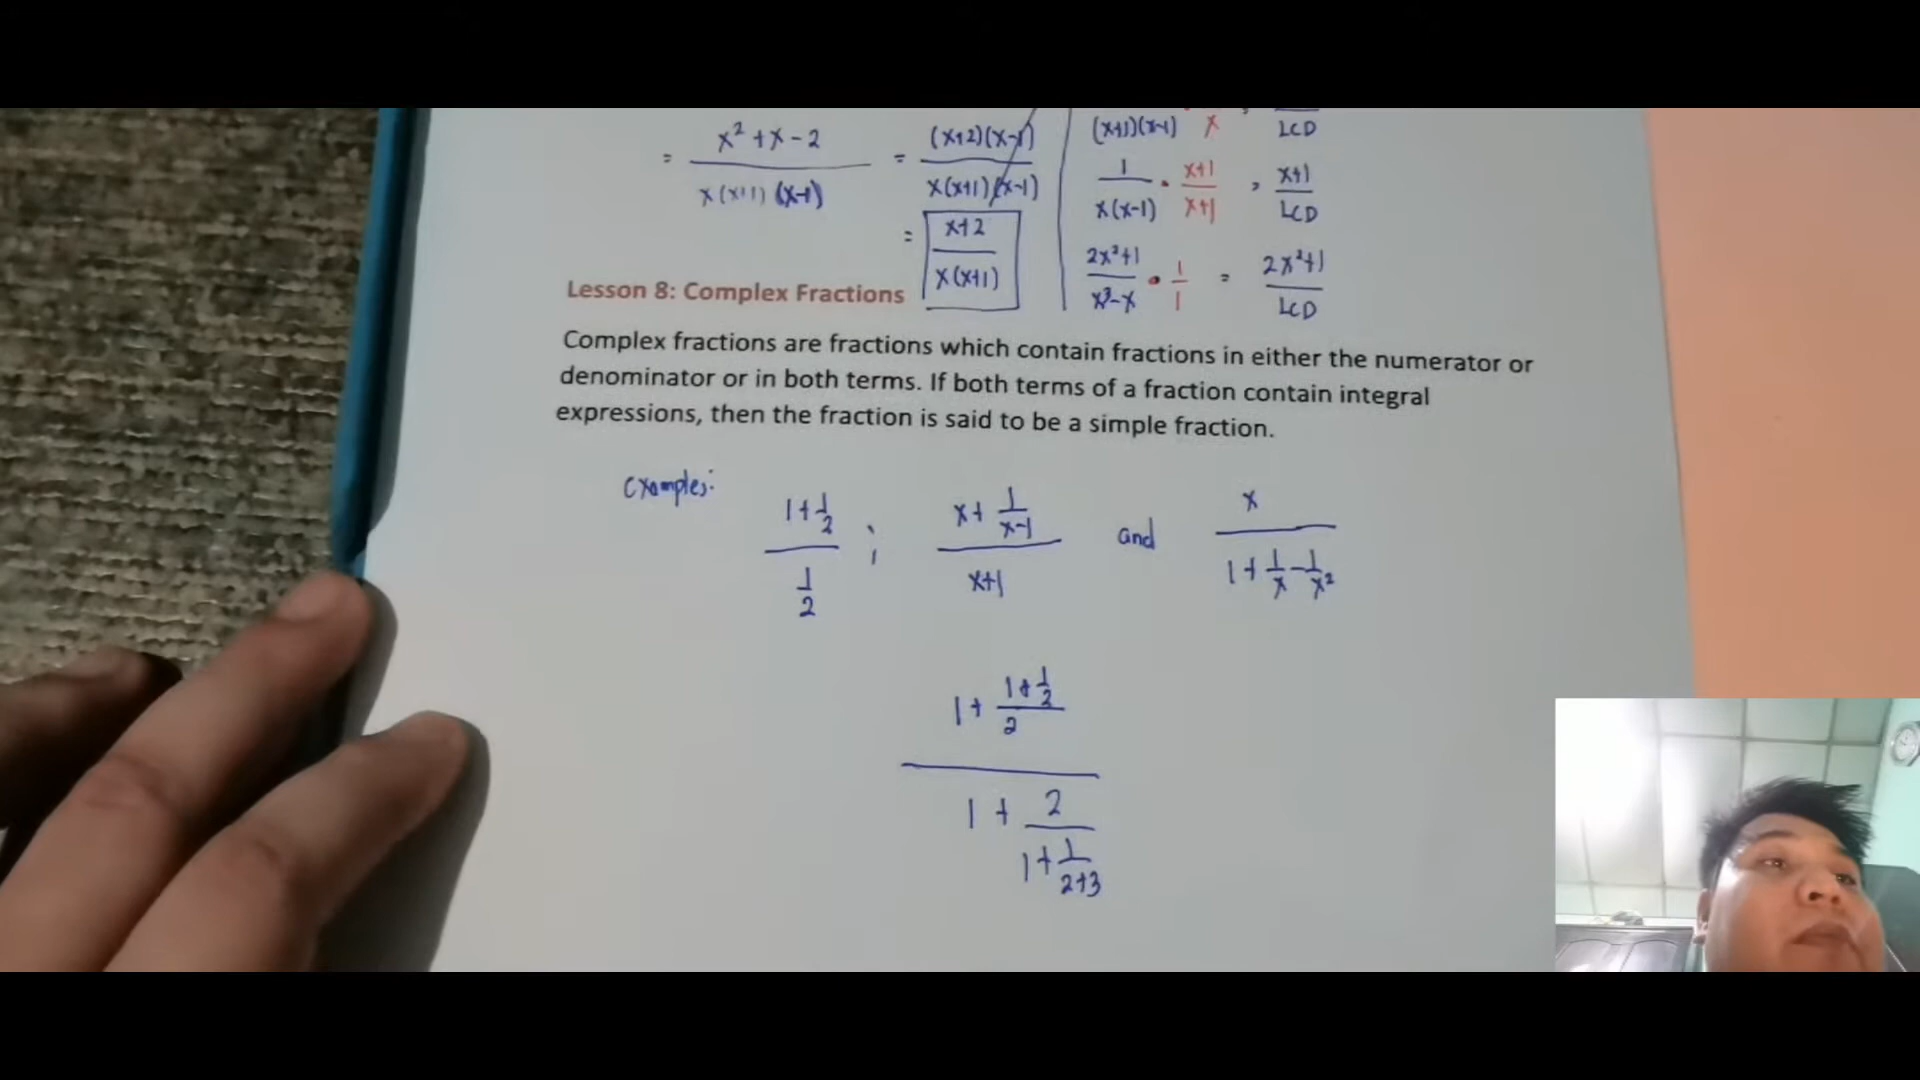 = x² + x - 2 / x(x+1)(x-1) = (x+2)(x-1) / x(x+1)(x-1)
= x+2 / x(x+1)
(x+1)(x-1) x LCD
1 / x(x-1) · x+1 / x+1 , x+1 / LCD
2x²+1 / x³-x · 1 / 1 = 2x²+1 / LCD
Lesson 8: Complex Fractions
Complex fractions are fractions which contain fractions in either the numerator or
denominator or in both terms. If both terms of a fraction contain integral
expressions, then the fraction is said to be a simple fraction.
Examples: 1+1/2 / 1/2 ; x+ 1/x-1 / x+1 and x / 1+1/x-1/x²
1+ 1+1/2 / 2
1 + 2 / 1+1/2+3